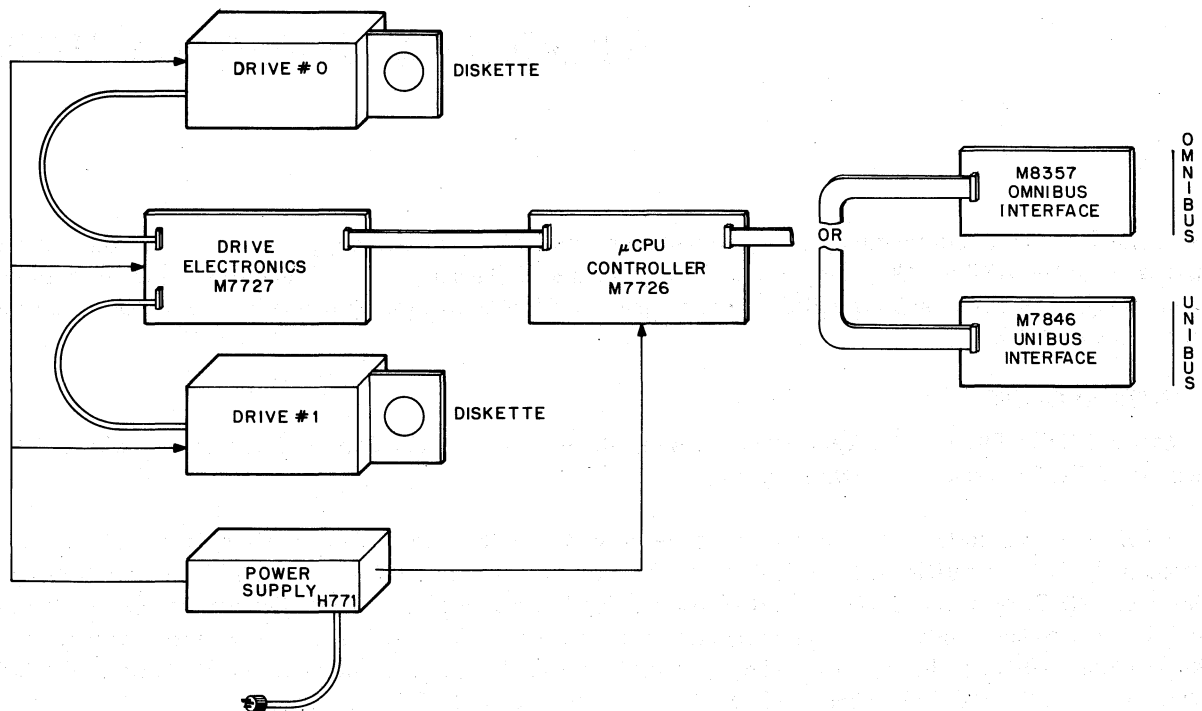 DRIVE #0
DISKETTE
DRIVE
ELECTRONICS
M7727
μCPU
CONTROLLER
M7726
OR
M8357
OMNIBUS
INTERFACE
OMNIBUS
M7846
UNIBUS
INTERFACE
UNIBUS
DRIVE #1
DISKETTE
POWER
SUPPLY
H771